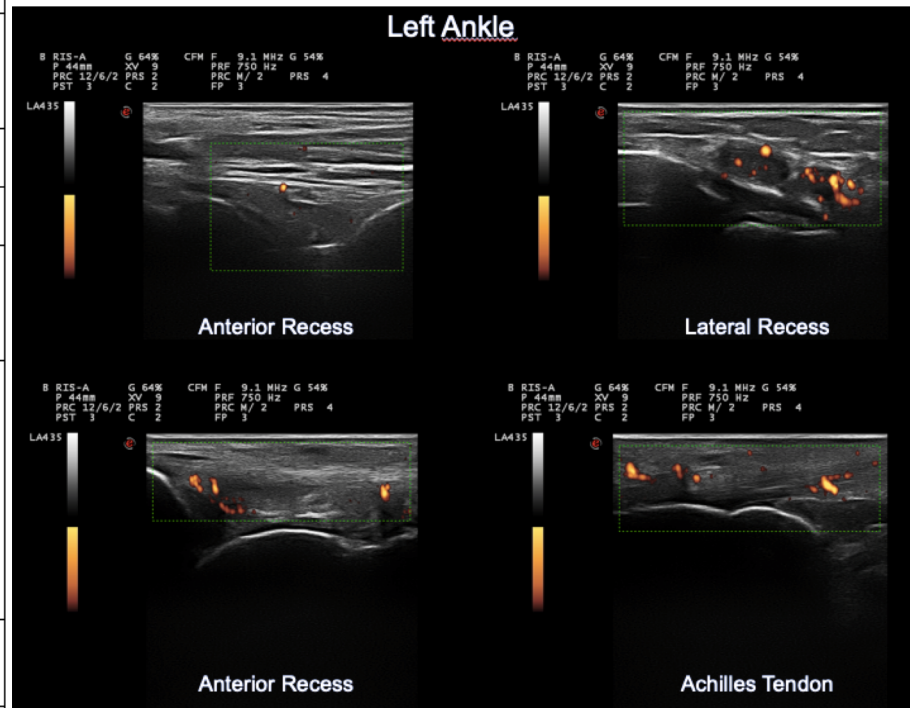 Left Ankle
B RIS-A G 64% CFM F 9.1 MHz G 54%
P 44mm XV 9 PRF 750 Hz
PRC 12/6/2 PRS 2 PRC M/ 2 PRS 4
PST 3 C 2 FP 3
LA435
Anterior Recess
B RIS-A G 64% CFM F 9.1 MHz G 54%
P 44mm XV 9 PRF 750 Hz
PRC 12/6/2 PRS 2 PRC M/ 2 PRS 4
PST 3 C 2 FP 3
LA435
Lateral Recess
B RIS-A G 64% CFM F 9.1 MHz G 54%
P 44mm XV 9 PRF 750 Hz
PRC 12/6/2 PRS 2 PRC M/ 2 PRS 4
PST 3 C 2 FP 3
LA435
Anterior Recess
B RIS-A G 64% CFM F 9.1 MHz G 54%
P 44mm XV 9 PRF 750 Hz
PRC 12/6/2 PRS 2 PRC M/ 2 PRS 4
PST 3 C 2 FP 3
LA435
Achilles Tendon